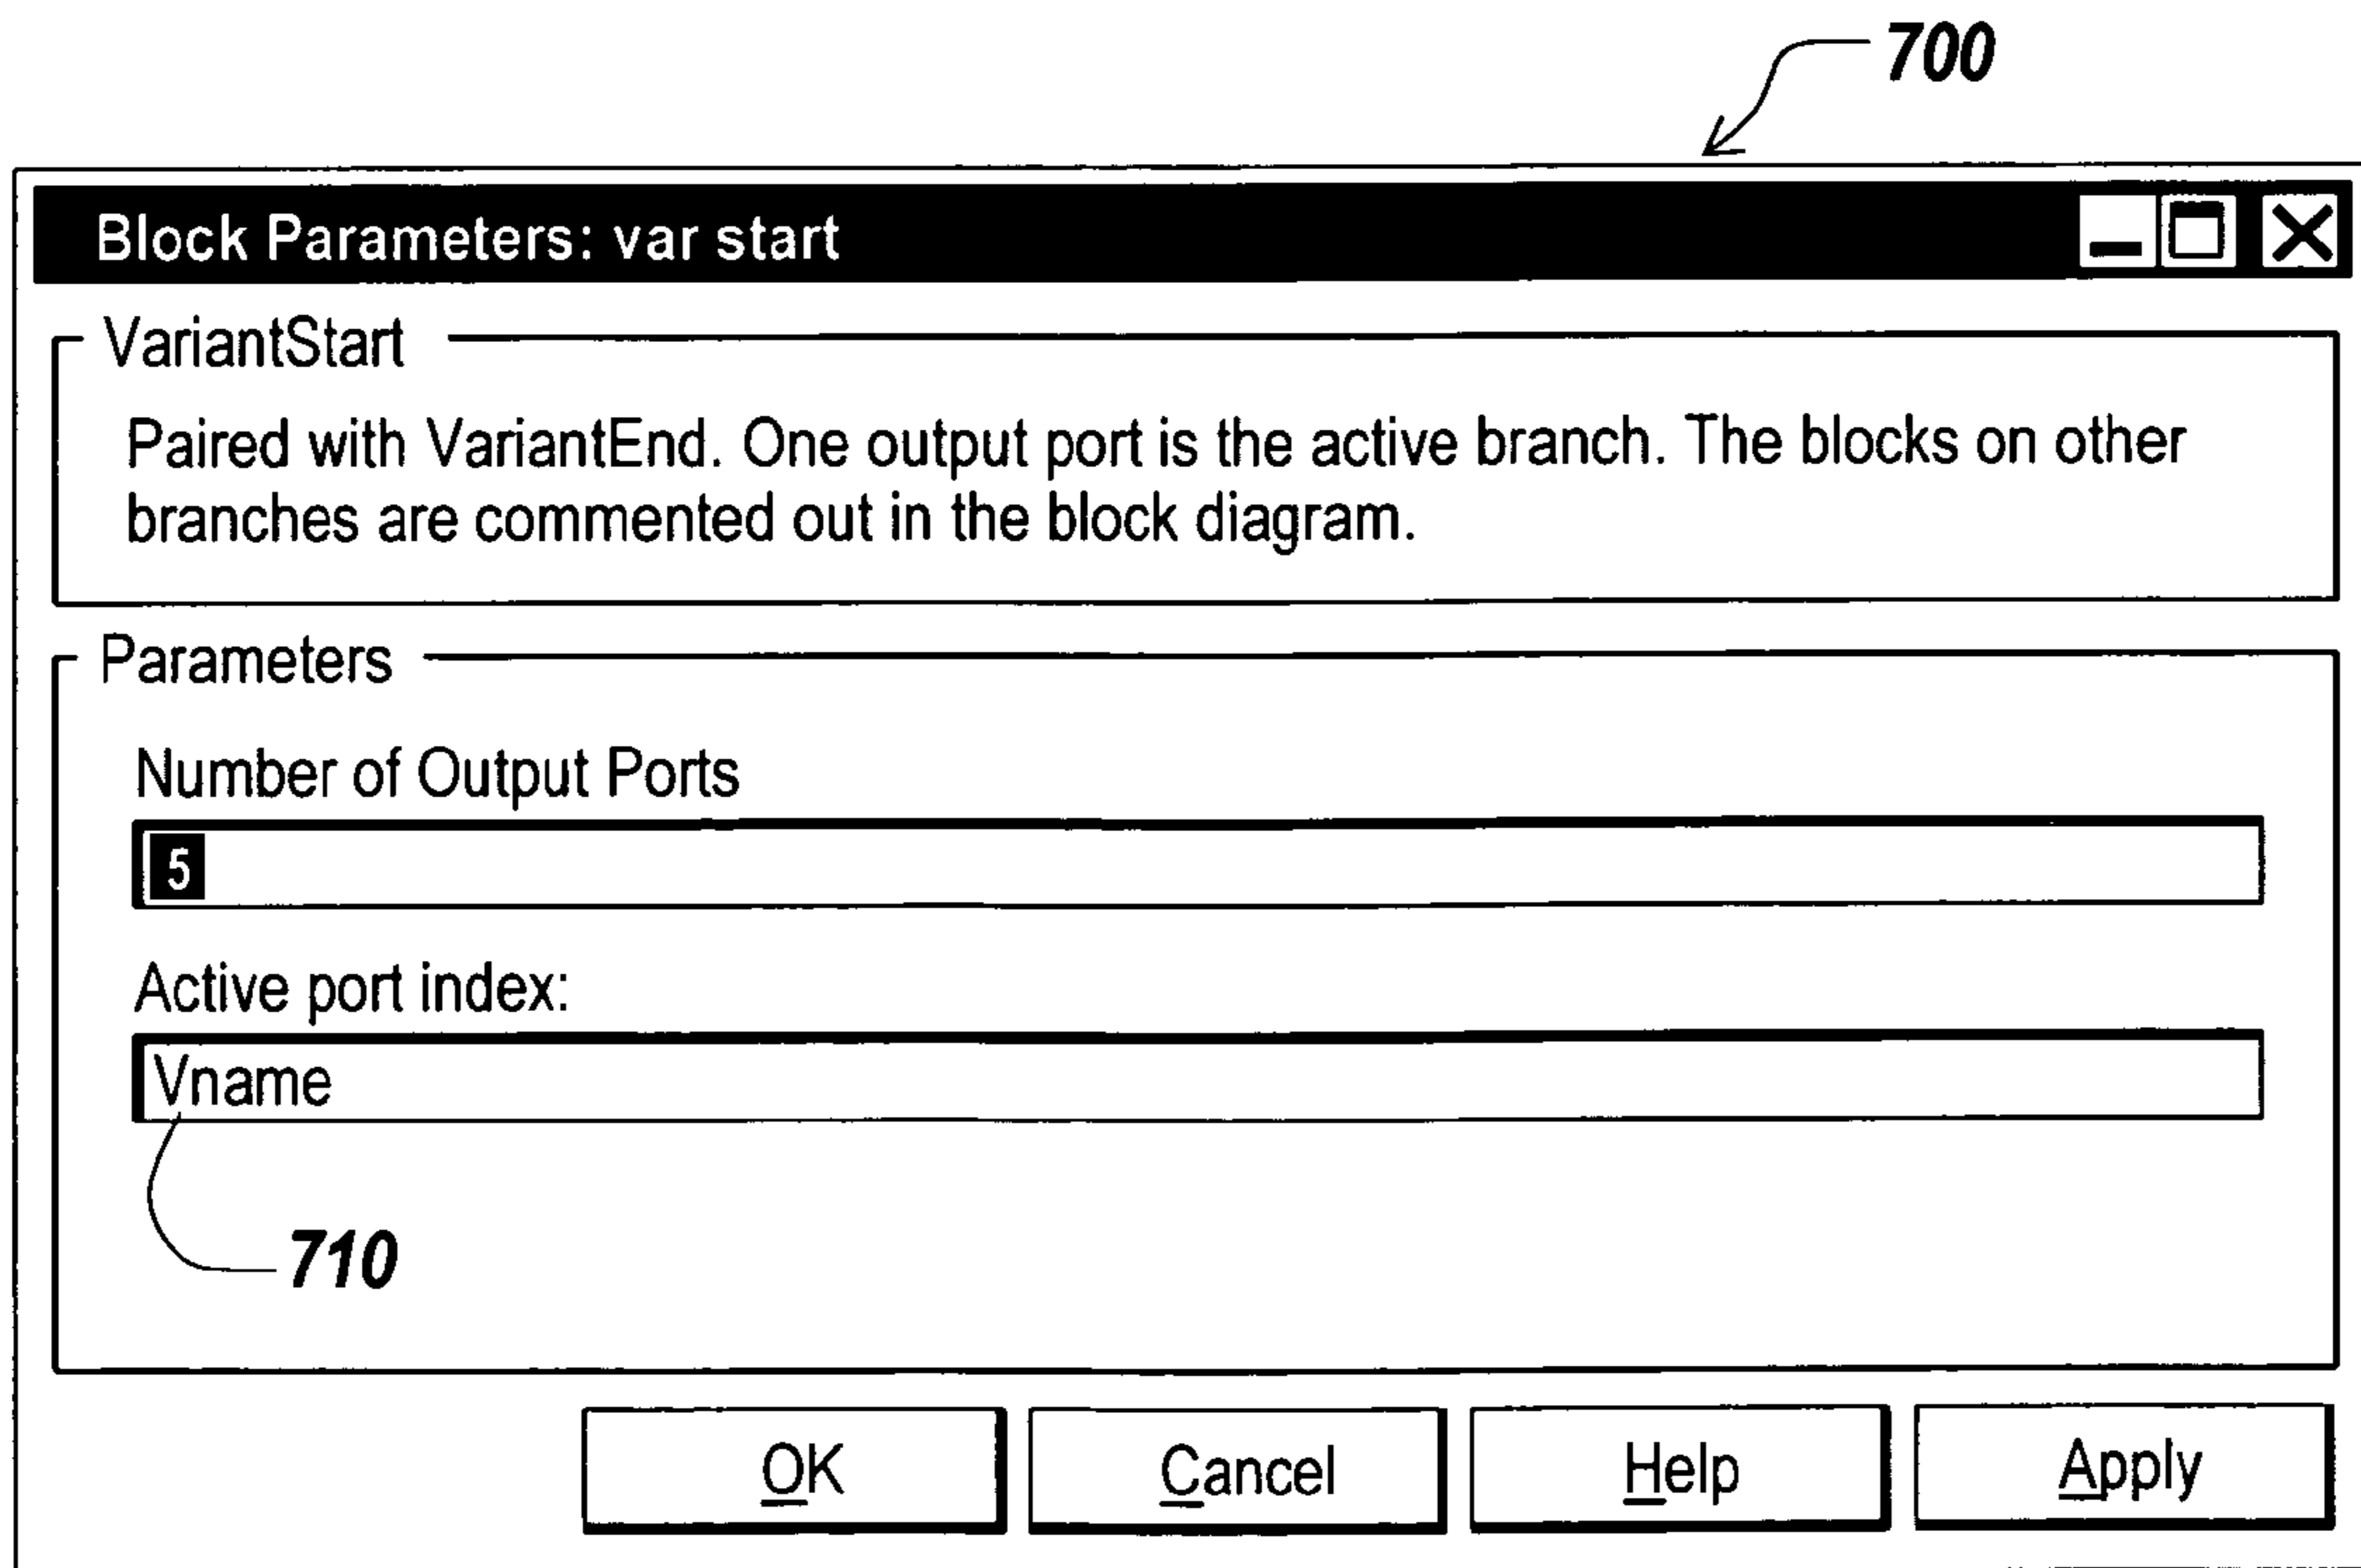 700
Block Parameters: var start
VariantStart
Paired with VariantEnd. One output port is the active branch. The blocks on other
branches are commented out in the block diagram.
Parameters
Number of Output Ports
5
Active port index:
Vname
710
OK
Cancel
Help
Apply